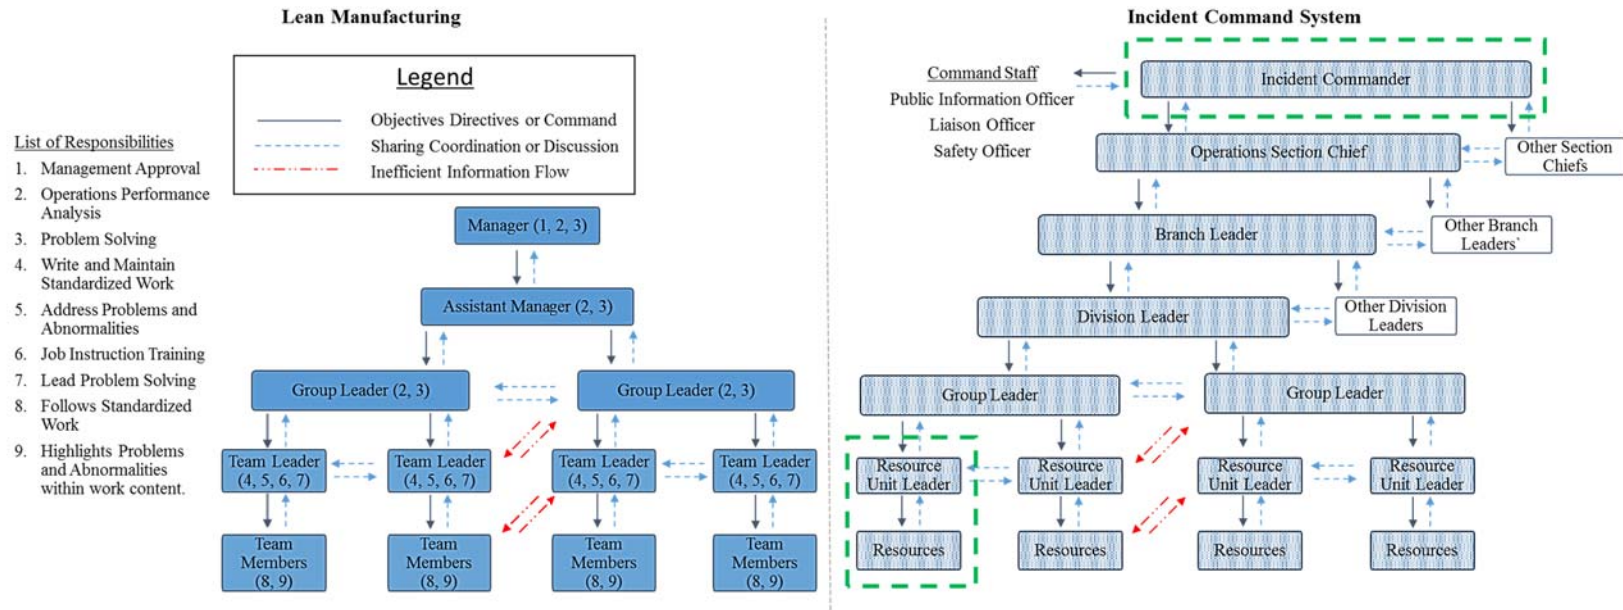 Lean Manufacturing
Legend
Objectives Directives or Command
Sharing Coordination or Discussion
Inefficient Information Flow
List of Responsibilities
1. Management Approval
2. Operations Performance
Analysis
3. Problem Solving
4. Write and Maintain
Standardized Work
5. Address Problems and
Abnormalities
6. Job Instruction Training
7. Lead Problem Solving
8. Follows Standardized
Work
9. Highlights Problems
and Abnormalities
within work content.
Manager (1, 2, 3)
Assistant Manager (2, 3)
Group Leader (2, 3)
Group Leader (2, 3)
Team Leader
(4, 5, 6, 7)
Team Leader
(4, 5, 6, 7)
Team Leader
(4, 5, 6, 7)
Team Leader
(4, 5, 6, 7)
Team
Members
(8, 9)
Team
Members
(8, 9)
Team
Members
(8, 9)
Team
Members
(8, 9)
Incident Command System
Command Staff
Public Information Officer
Liaison Officer
Safety Officer
Incident Commander
Operations Section Chief
Other Section
Chiefs
Branch Leader
Other Branch
Leaders`
Division Leader
Other Division
Leaders
Group Leader
Group Leader
Resource
Unit Leader
Resource
Unit Leader
Resource
Unit Leader
Resource
Unit Leader
Resources
Resources
Resources
Resources